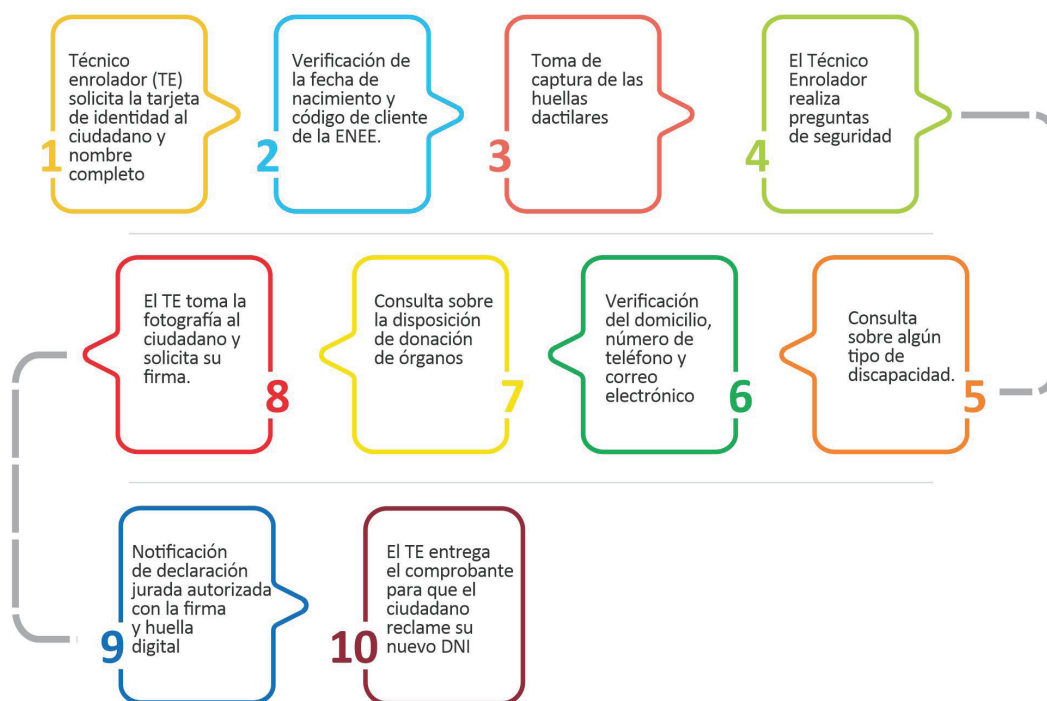 1
Técnico
enrolador (TE)
solicita la tarjeta
de identidad al
ciudadano y
nombre
completo
2
Verificación de
la fecha de
nacimiento y
código de cliente
de la ENEE.
3
Toma de
captura de las
huellas
dactilares
4
El Técnico
Enrolador
realiza
preguntas
de seguridad
5
Consulta
sobre algún
tipo de
discapacidad.
6
Verificación
del domicilio,
número de
teléfono y
correo
electrónico
7
Consulta sobre
la disposición
de donación
de órganos
8
El TE toma la
fotografía al
ciudadano y
solicita su
firma.
9
Notificación
de declaración
jurada autorizada
con la firma
y huella
digital
10
El TE entrega
el comprobante
para que el
ciudadano
reclame su
nuevo DNI